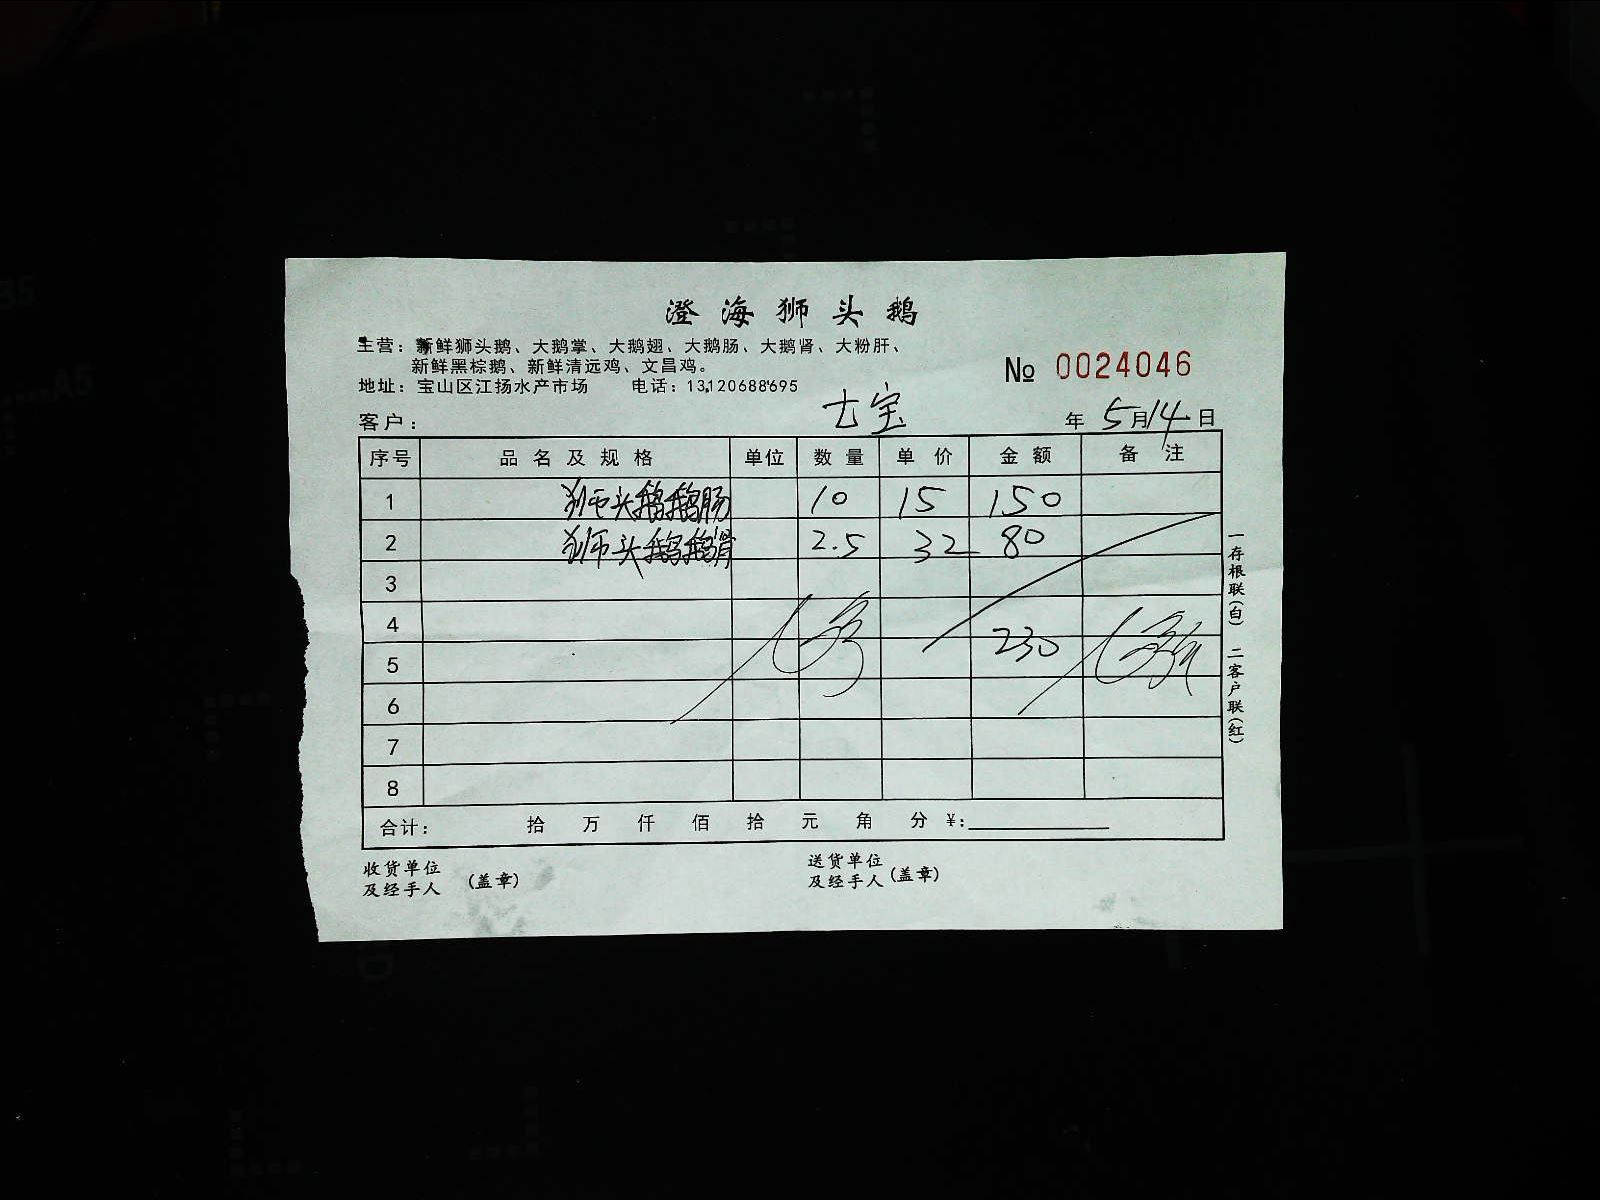 澄海狮头鹅
主营：新鲜狮头鹅、大鹅掌、大鹅翅、大鹅肠、大鹅肾、大粉肝、
新鲜黑棕鹅、新鲜清远鸡、文昌鸡。
№ 0024046
地址：宝山区江扬水产市场 电话：13120688695
客户： 七宝 年 5月14日
序号 品名及规格 单位 数量 单价 金额 备注
1 狮头鹅鹅肠 10 15 150
2 狮头鹅鹅 2.5 32 80
3
4
5 230
6
7
8
合计： 拾 万 仟 佰 拾 元 角 分 ¥：
收货单位 送货单位
及经手人 （盖章） 及经手人（盖章）
一存根联（白） 二客户联（红）